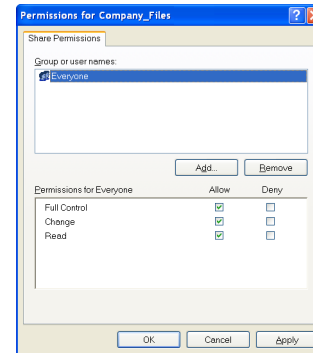 Permissions for Company_Files
Share Permissions
Group or user names:
Everyone
Add... Remove
Permissions for Everyone Allow Deny
Full Control
Change
Read
OK Cancel Apply